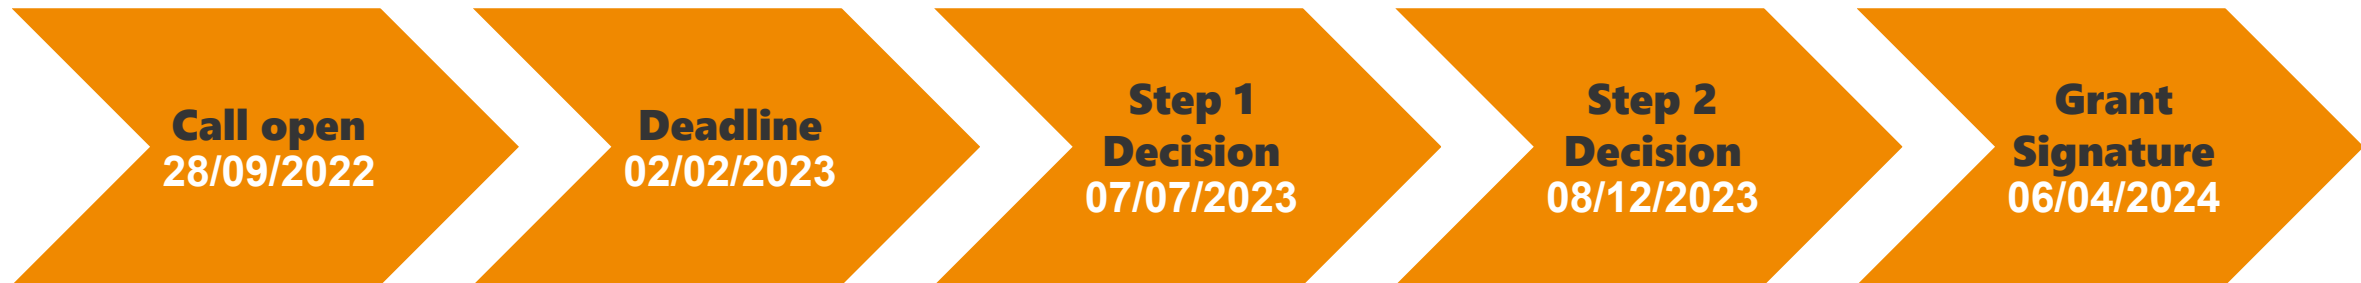 Call open
28/09/2022
Deadline
02/02/2023
Step 1
Decision
07/07/2023
Step 2
Decision
08/12/2023
Grant
Signature
06/04/2024